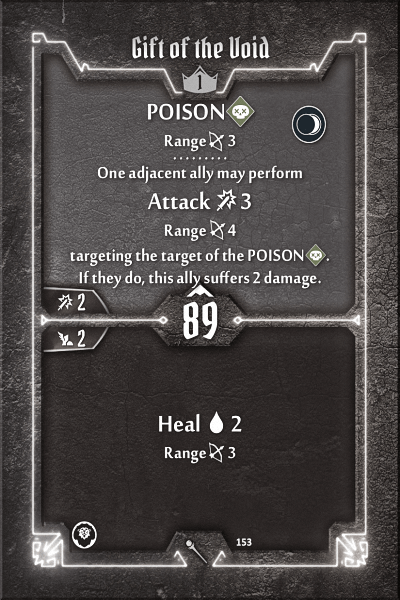 Gift of the Void
1
POISON
Range 3
One adjacent ally may perform
Attack 3
Range 4
targeting the target of the POISON.
If they do, this ally suffers 2 damage.
2
89
2
Heal 2
Range 3
153